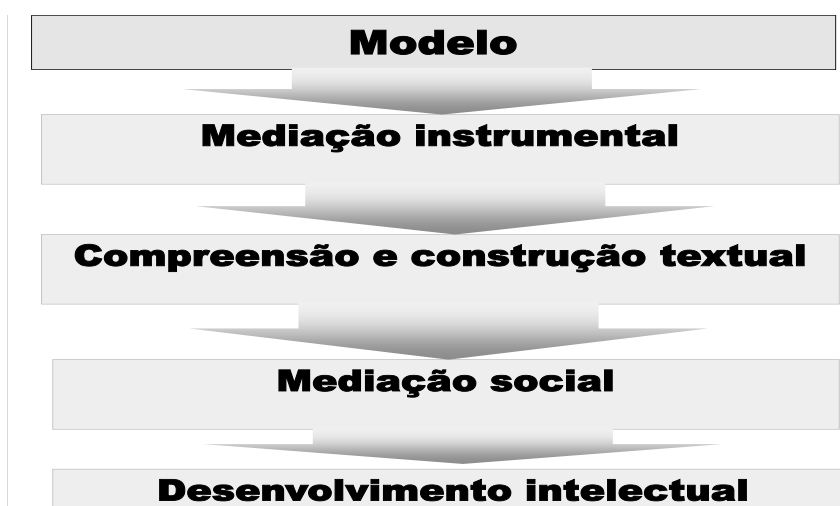 Modelo
Mediação instrumental
Compreensão e construção textual
Mediação social
Desenvolvimento intelectual